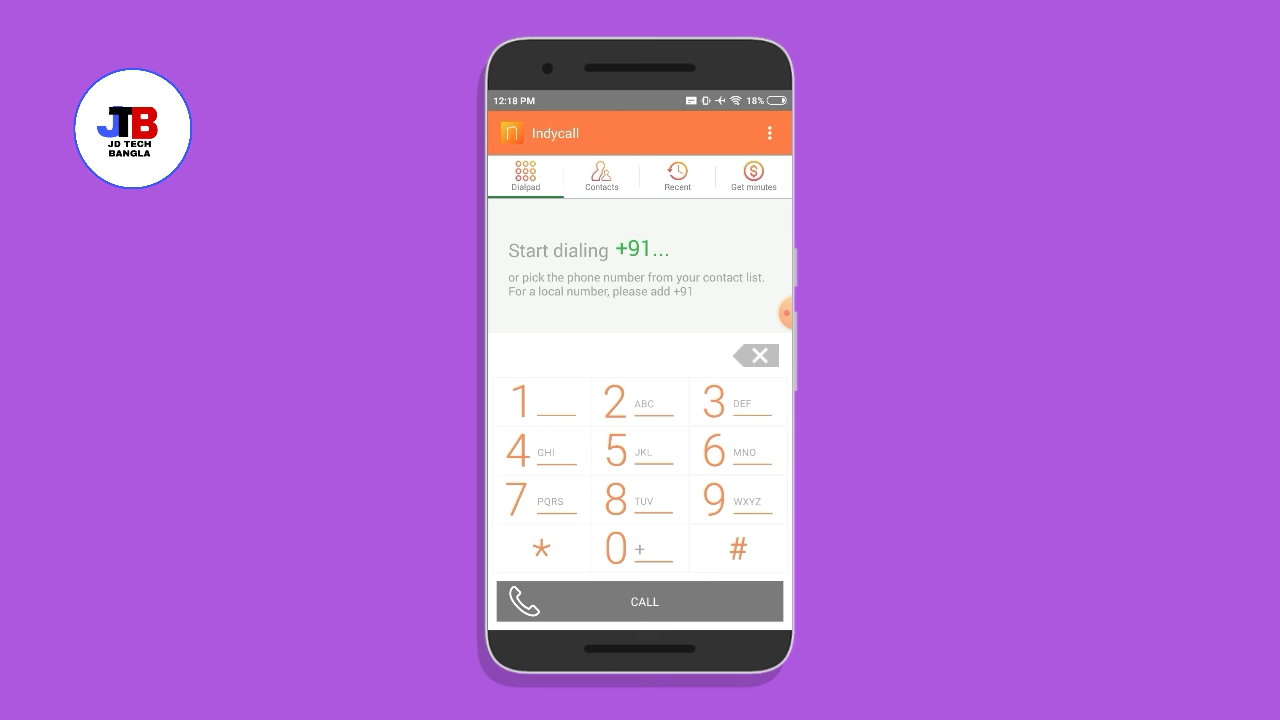 JTB
JD TECH
BANGLA
12:18 PM 18%
Indycall
Dialpad Contacts Recent Get minutes
Start dialing +91...
or pick the phone number from your contact list.
For a local number, please add +91
1 2 ABC 3 DEF
4 GHI 5 JKL 6 MNO
7 PQRS 8 TUV 9 WXYZ
* 0 + #
CALL